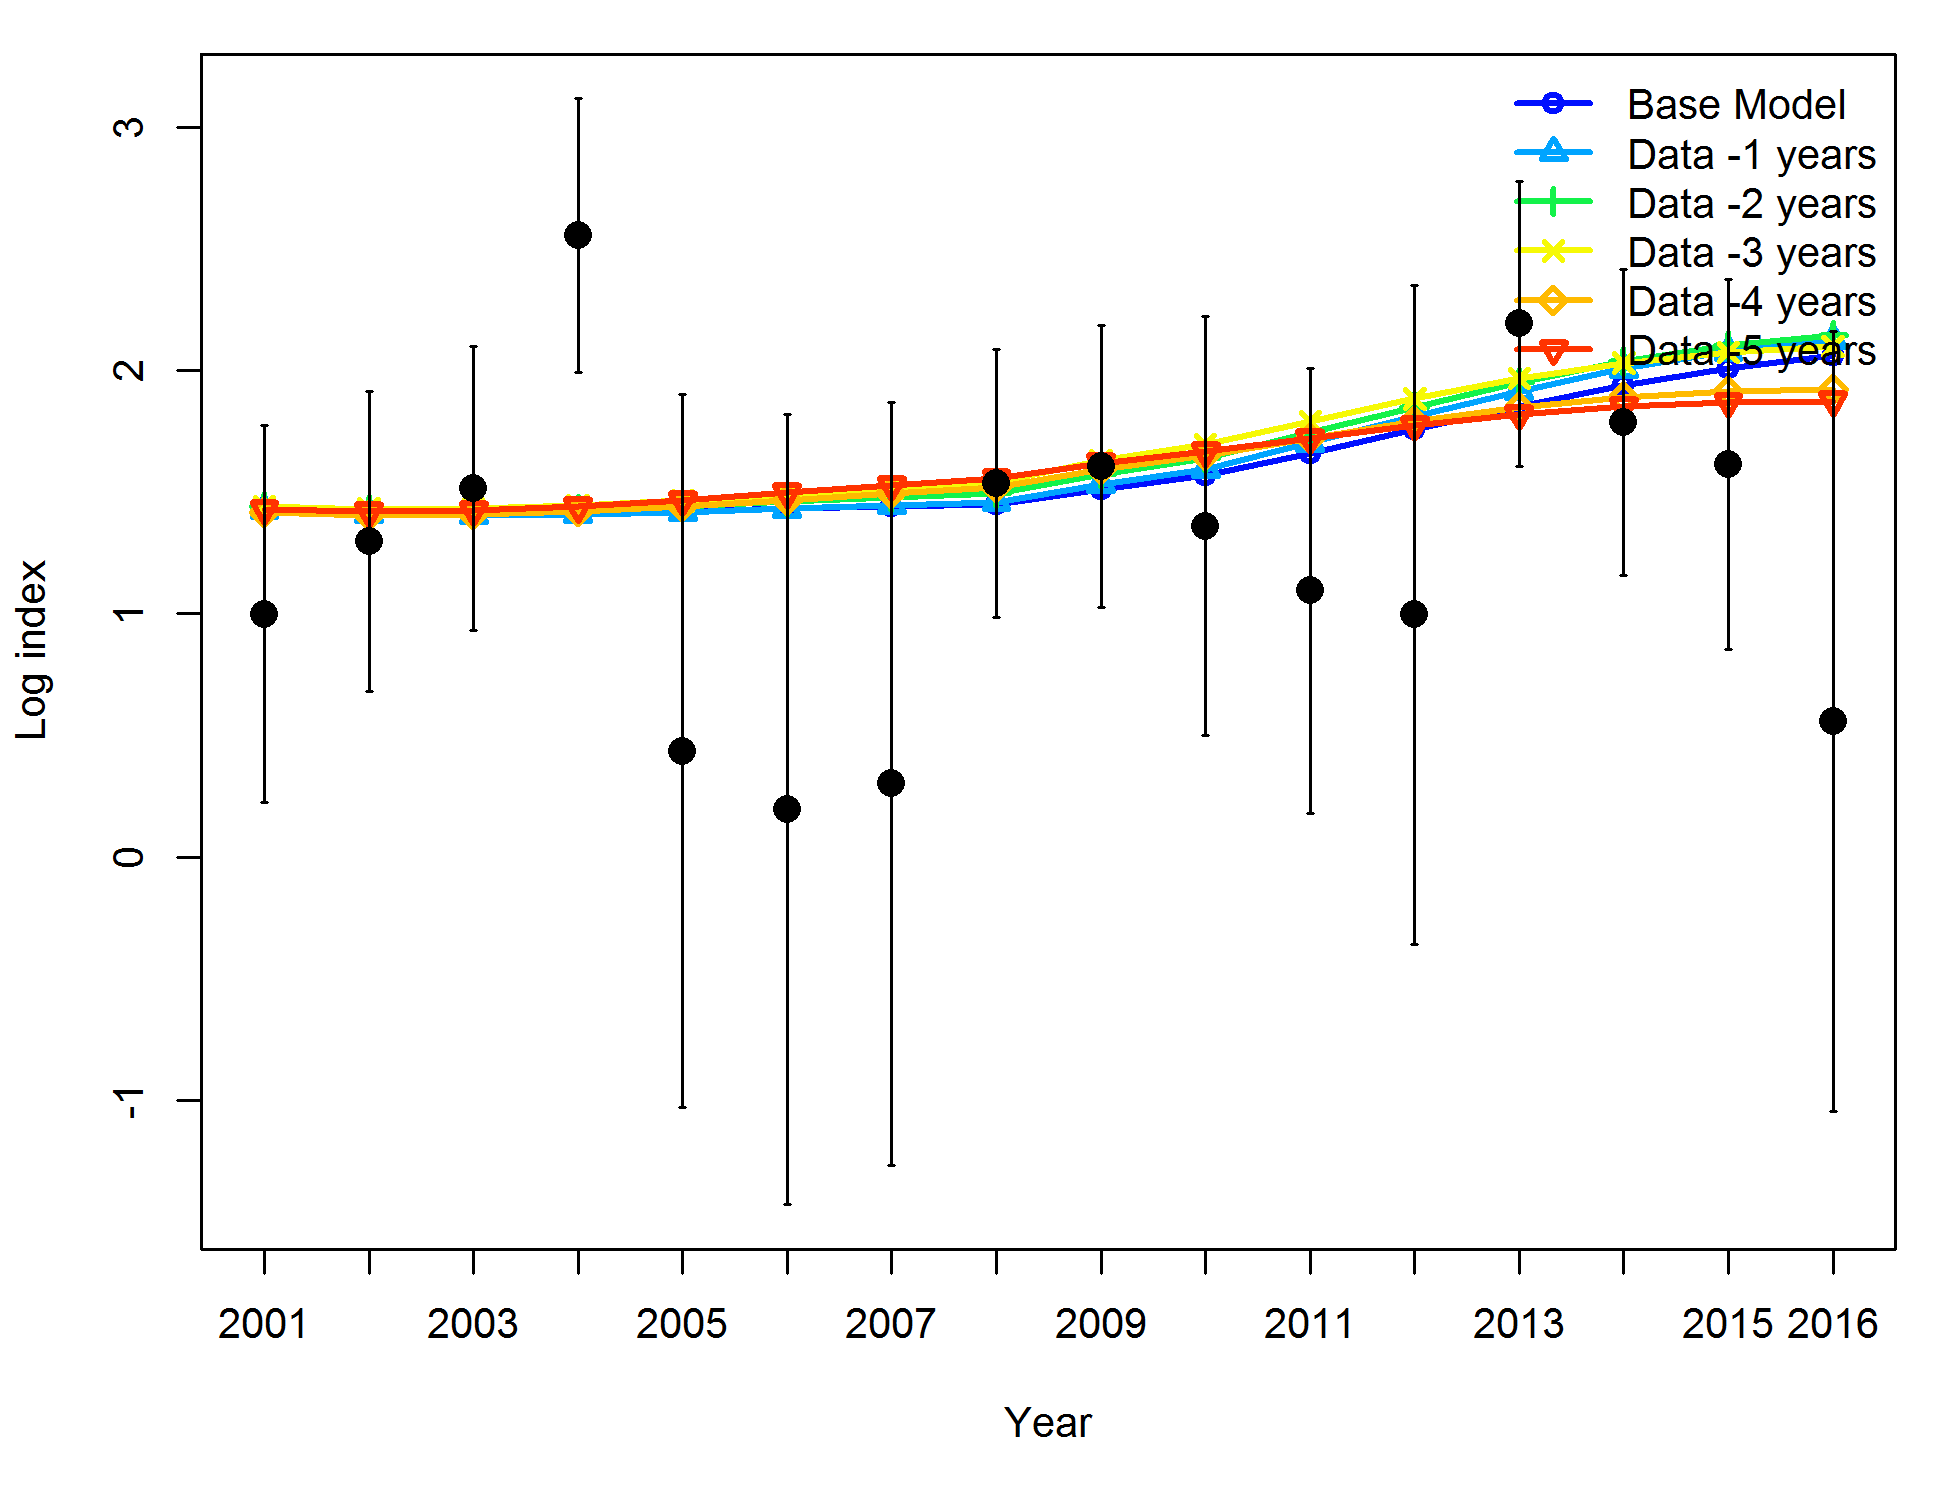 Base Model
Data -1 years
Data -2 years
Data -3 years
Data -4 years
Data -5 years
3
2
1
0
-1
Log index
2001 2003 2005 2007 2009 2011 2013 2015 2016
Year